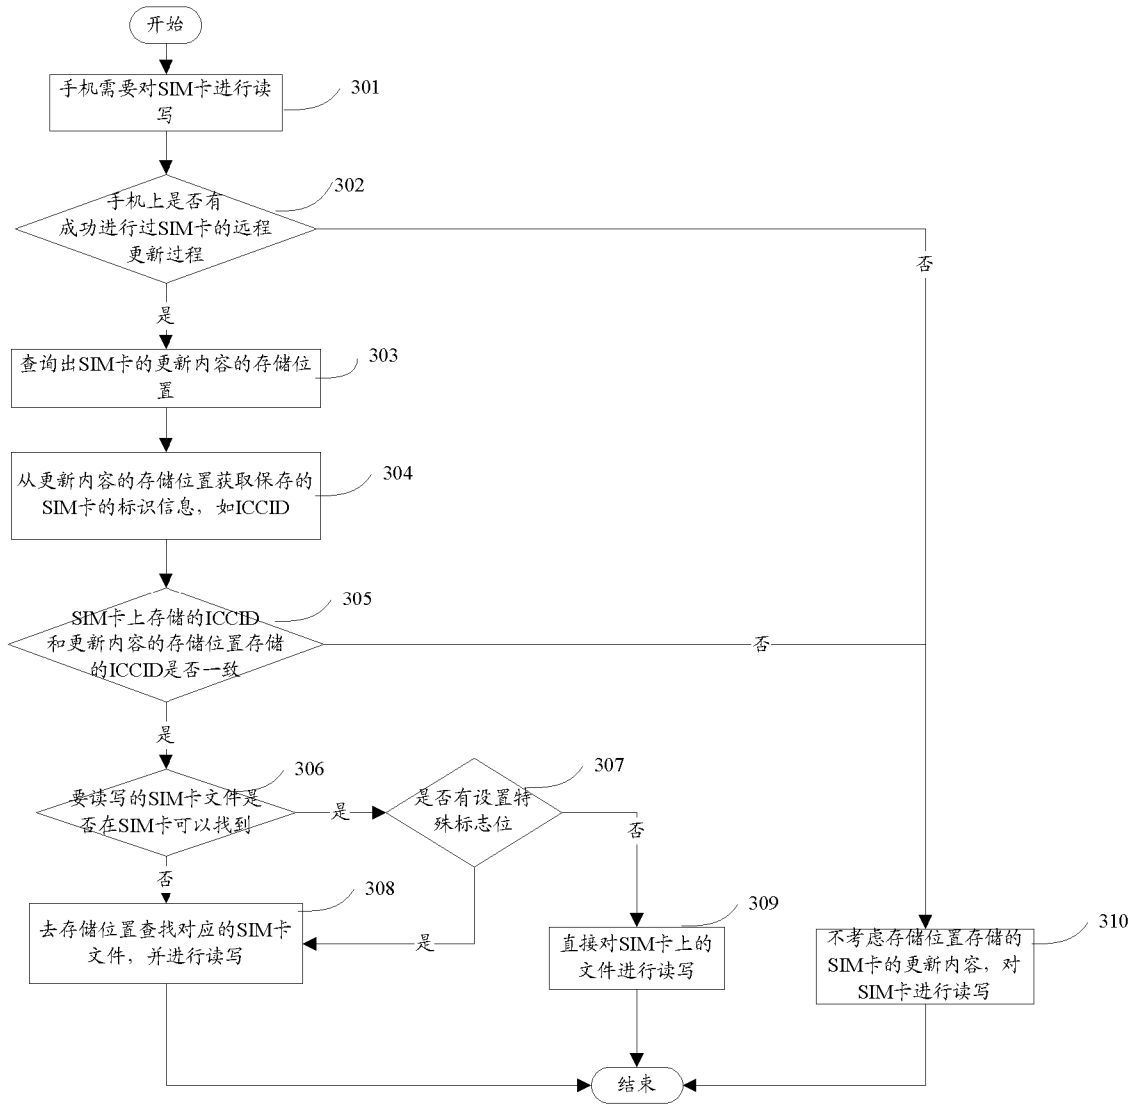 开始
手机需要对SIM卡进行读
写
301
手机上是否有
成功进行过SIM卡的远程
更新过程
302
否
是
查询出SIM卡的更新内容的存储位
置
303
从更新内容的存储位置获取保存的
SIM卡的标识信息，如ICCID
304
SIM卡上存储的ICCID
和更新内容的存储位置存储
的ICCID是否一致
305
否
是
要读写的SIM卡文件是
否在SIM卡可以找到
306
是
是否有设置特
殊标志位
307
否
否
去存储位置查找对应的SIM卡
文件，并进行读写
308
是
直接对SIM卡上的
文件进行读写
309
不考虑存储位置存储的
SIM卡的更新内容，对
SIM卡进行读写
310
结束